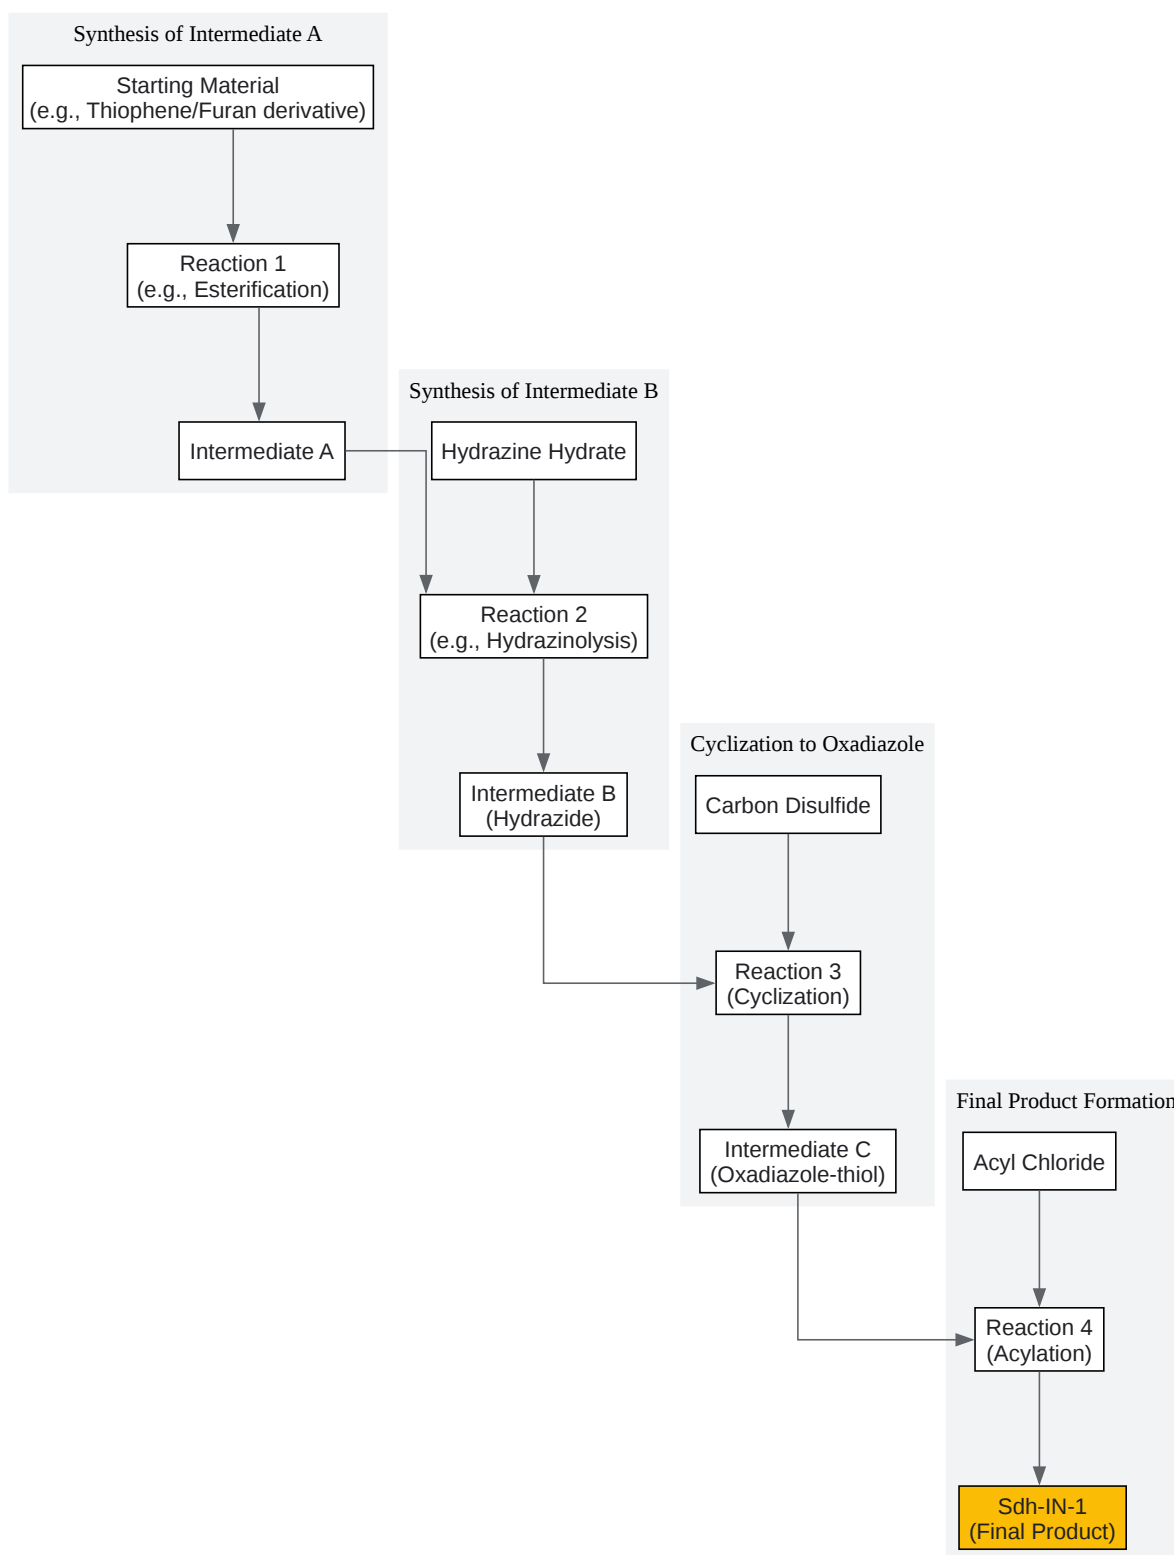 Synthesis of Intermediate A
Starting Material
(e.g., Thiophene/Furan derivative)
Reaction 1
(e.g., Esterification)
Intermediate A
Synthesis of Intermediate B
Hydrazine Hydrate
Reaction 2
(e.g., Hydrazinolysis)
Intermediate B
(Hydrazide)
Cyclization to Oxadiazole
Carbon Disulfide
Reaction 3
(Cyclization)
Intermediate C
(Oxadiazole-thiol)
Final Product Formation
Acyl Chloride
Reaction 4
(Acylation)
Sdh-IN-1
(Final Product)